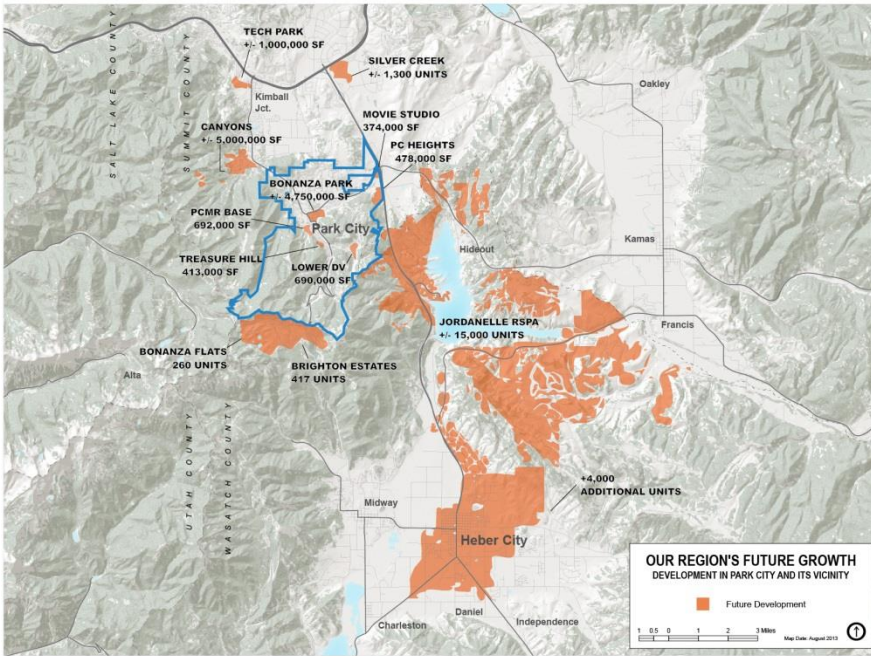 TECH PARK
+/- 1,000,000 SF
SILVER CREEK
+/- 1,300 UNITS
Oakley
Kimball
Jct.
SALT LAKE COUNTY
SUMMIT COUNTY
MOVIE STUDIO
374,000 SF
CANYONS
+/- 5,000,000 SF
PC HEIGHTS
478,000 SF
BONANZA PARK
+/- 4,750,000 SF
PCMR BASE
692,000 SF
Park City
Kamas
Hideout
TREASURE HILL
413,000 SF
LOWER DV
690,000 SF
JORDANELLE RSPA
+/- 15,000 UNITS
Francis
BONANZA FLATS
260 UNITS
BRIGHTON ESTATES
417 UNITS
Alta
UTAH COUNTY
WASATCH COUNTY
+4,000
ADDITIONAL UNITS
Midway
Heber City
OUR REGION'S FUTURE GROWTH
DEVELOPMENT IN PARK CITY AND ITS VICINITY
Future Development
1 0.5 0 1 2 3 Miles
Map Date: August 2013
Daniel
Charleston
Independence